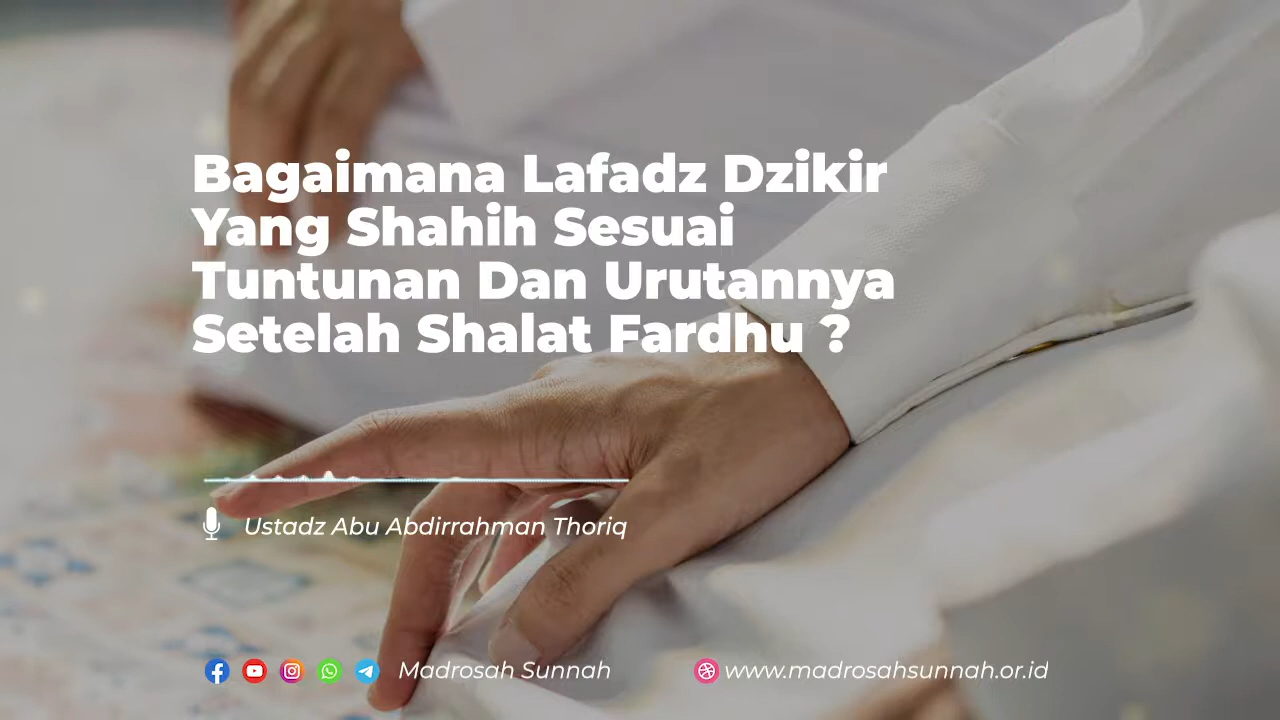 Bagaimana Lafadz Dzikir
Yang Shahih Sesuai
Tuntunan Dan Urutannya
Setelah Shalat Fardhu ?
Ustadz Abu Abdirrahman Thoriq
Madrosah Sunnah
www.madrosahsunnah.or.id